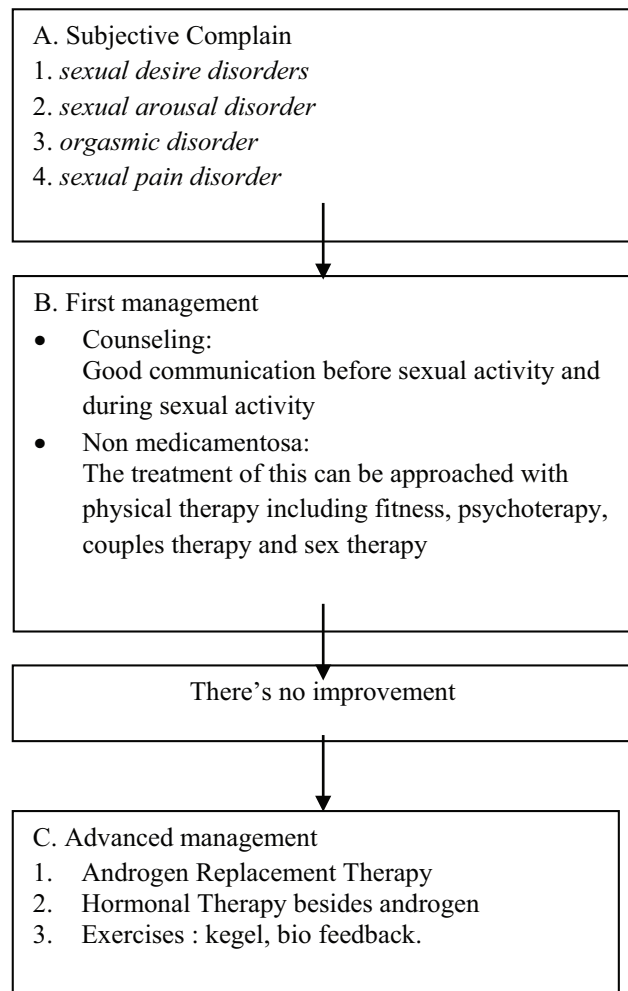 A. Subjective Complain
1. sexual desire disorders
2. sexual arousal disorder
3. orgasmic disorder
4. sexual pain disorder
B. First management
• Counseling:
Good communication before sexual activity and
during sexual activity
• Non medicamentosa:
The treatment of this can be approached with
physical therapy including fitness, psychoterapy,
couples therapy and sex therapy
There’s no improvement
C. Advanced management
1. Androgen Replacement Therapy
2. Hormonal Therapy besides androgen
3. Exercises : kegel, bio feedback.